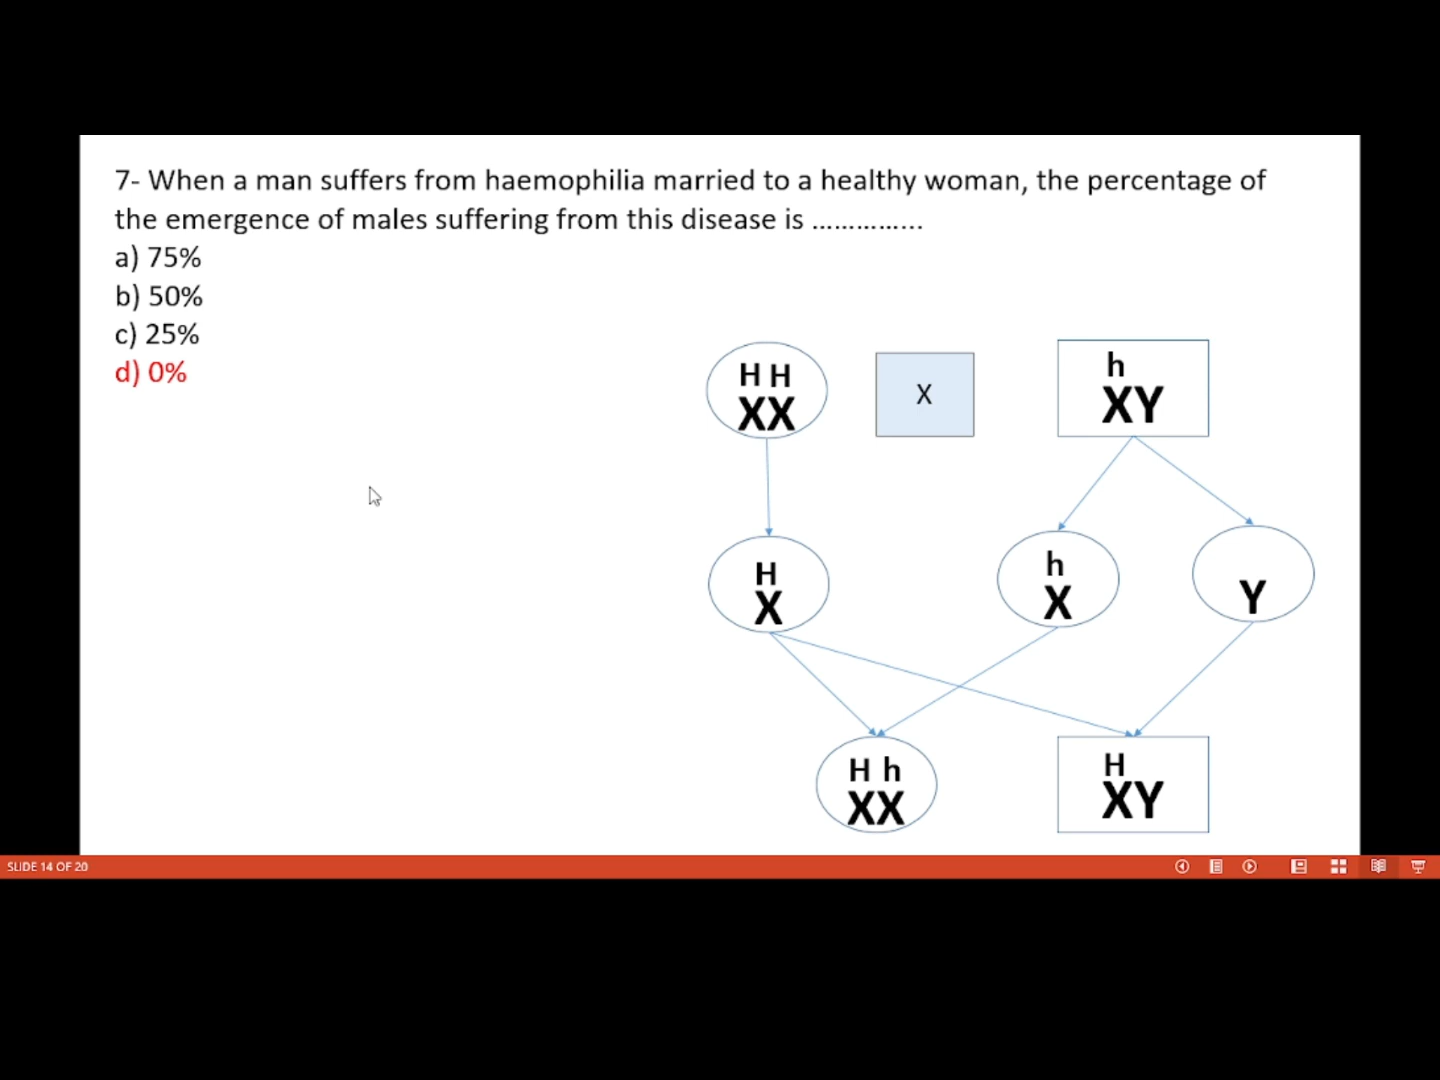 7- When a man suffers from haemophilia married to a healthy woman, the percentage of
the emergence of males suffering from this disease is ...............
a) 75%
b) 50%
c) 25%
d) 0%
H H
XX
X
h
XY
H
X
h
X
Y
H h
XX
H
XY
SLIDE 14 OF 20